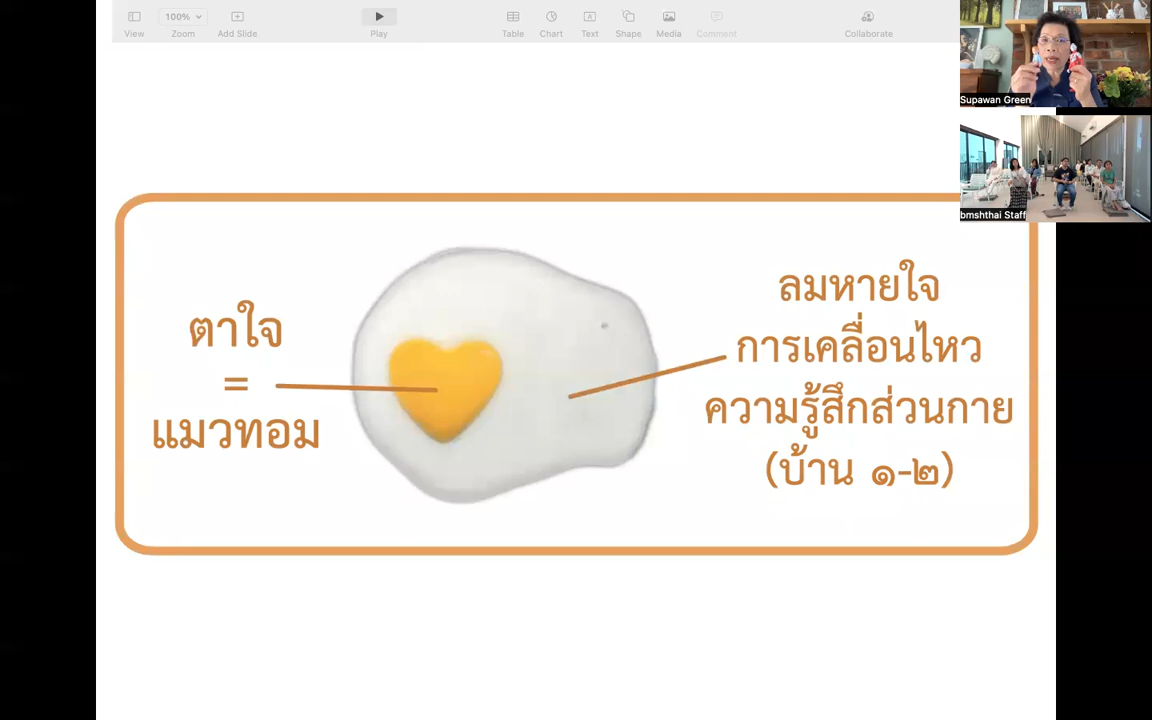 100%
View
Zoom
Add Slide
Play
Table
Chart
Text
Shape
Media
Comment
Collaborate
Supawan Green
bmshthai Staff
ตาใจ
=
แมวทอม
ลมหายใจ
การเคลื่อนไหว
ความรู้สึกส่วนกาย
(บ้าน ๑-๒)